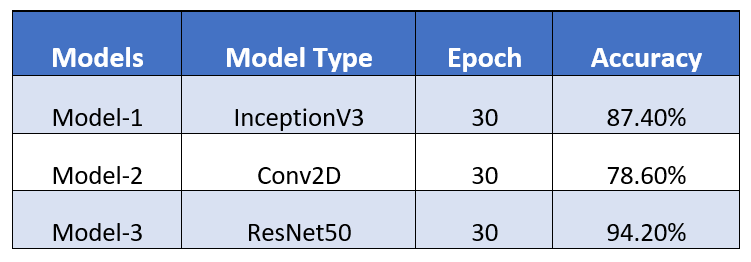 Models Model Type Epoch Accuracy
Model-1 InceptionV3 30 87.40%
Model-2 Conv2D 30 78.60%
Model-3 ResNet50 30 94.20%